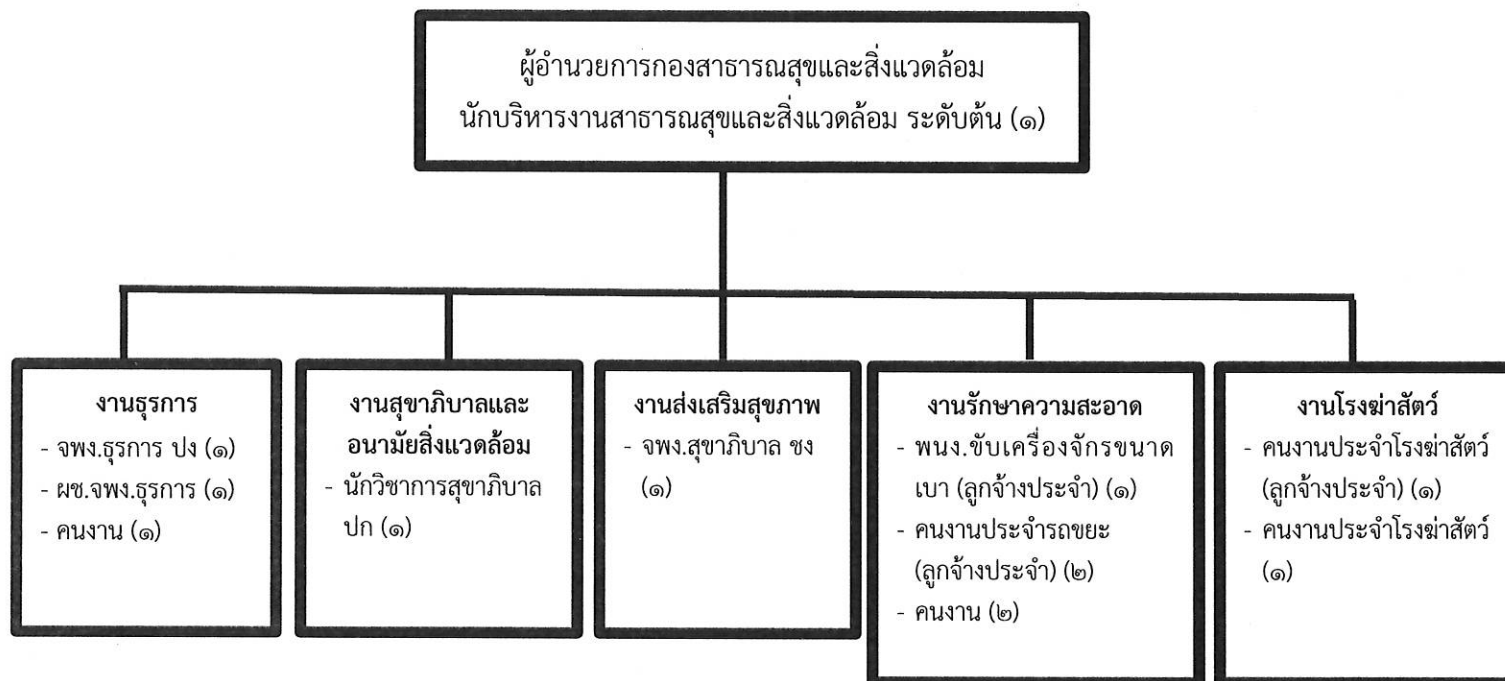 ผู้อำนวยการกองสาธารณสุขและสิ่งแวดล้อม
นักบริหารงานสาธารณสุขและสิ่งแวดล้อม ระดับต้น (๑)
งานธุรการ
- จพง.ธุรการ ปง (๑)
- ผช.จพง.ธุรการ (๑)
- คนงาน (๑)
งานสุขาภิบาลและ
อนามัยสิ่งแวดล้อม
- นักวิชาการสุขาภิบาล
ปก (๑)
งานส่งเสริมสุขภาพ
- จพง.สุขาภิบาล ชง
(๑)
งานรักษาความสะอาด
- พนง.ขับเครื่องจักรขนาด
เบา (ลูกจ้างประจำ) (๑)
- คนงานประจำรถขยะ
(ลูกจ้างประจำ) (๒)
- คนงาน (๒)
งานโรงฆ่าสัตว์
- คนงานประจำโรงฆ่าสัตว์
(ลูกจ้างประจำ) (๑)
- คนงานประจำโรงฆ่าสัตว์
(๑)